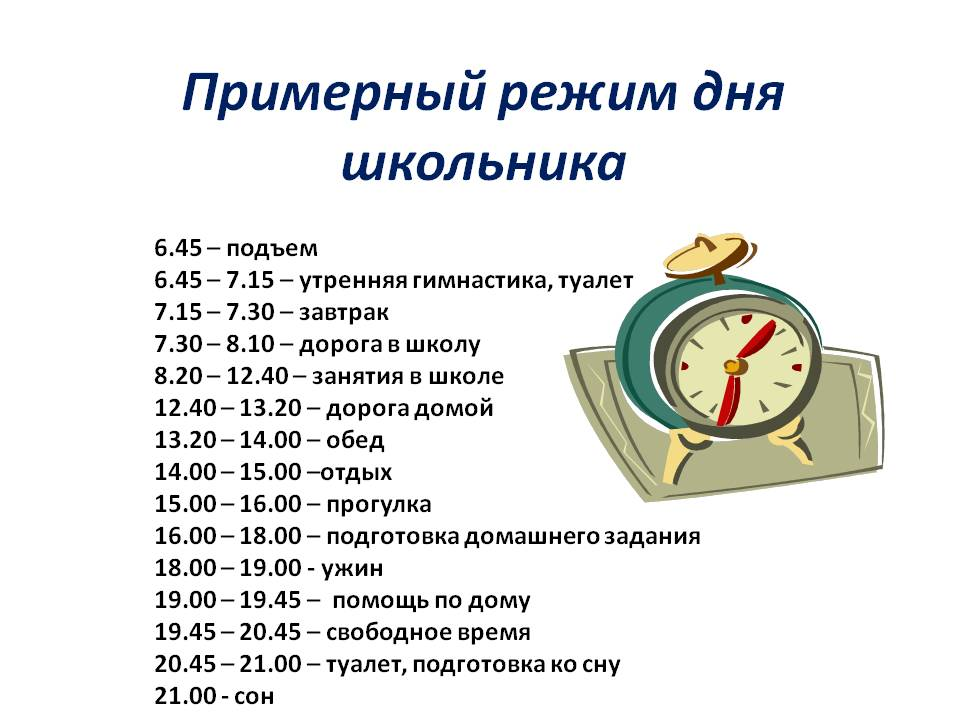 Примерный режим дня
школьника
6.45 – подъем
6.45 – 7.15 – утренняя гимнастика, туалет
7.15 – 7.30 – завтрак
7.30 – 8.10 – дорога в школу
8.20 – 12.40 – занятия в школе
12.40 – 13.20 – дорога домой
13.20 – 14.00 – обед
14.00 – 15.00 –отдых
15.00 – 16.00 – прогулка
16.00 – 18.00 – подготовка домашнего задания
18.00 – 19.00 - ужин
19.00 – 19.45 –  помощь по дому
19.45 – 20.45 – свободное время
20.45 – 21.00 – туалет, подготовка ко сну
21.00 - сон